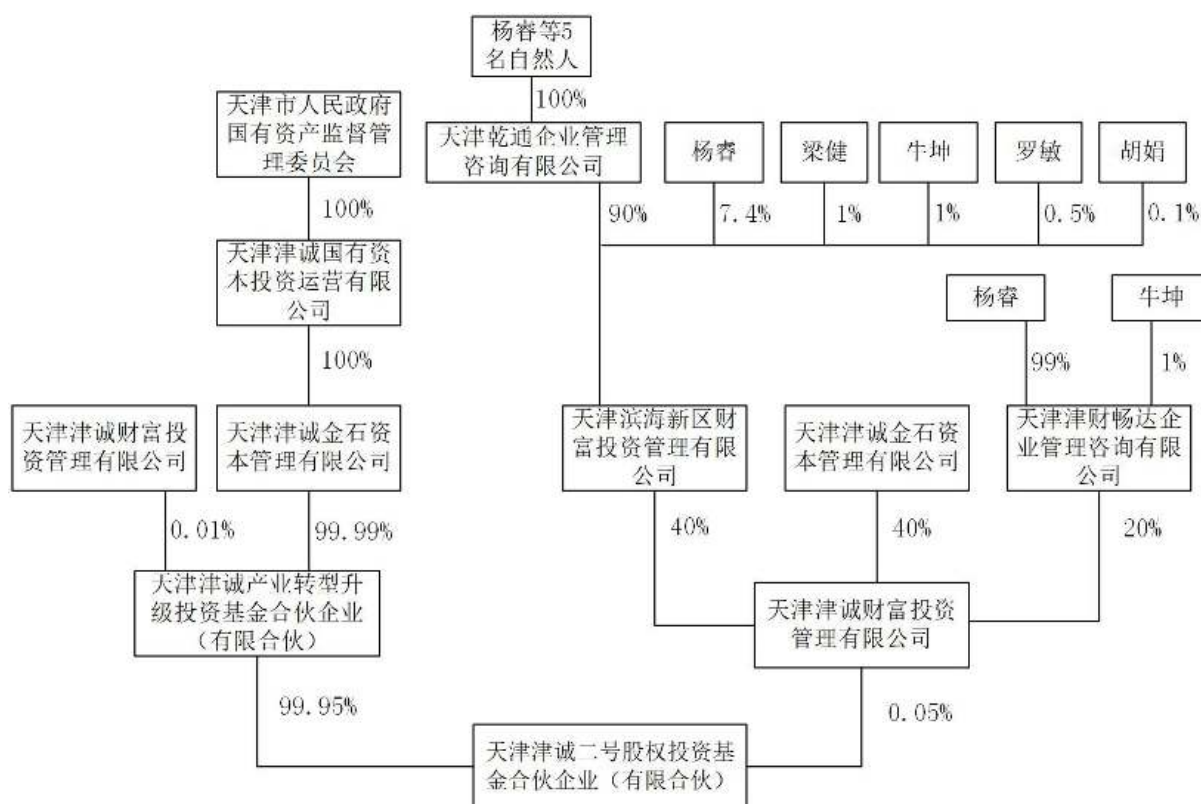 杨睿等5
名自然人
100%
天津市人民政府
国有资产监督管
理委员会
天津乾通企业管理
咨询有限公司
杨睿
梁健
牛坤
罗敏
胡娟
100%
90%
7.4%
1%
1%
0.5%
0.1%
天津津诚国有资
本投资运营有限
公司
杨睿
牛坤
100%
99%
1%
天津津诚财富投
资管理有限公司
天津津诚金石资
本管理有限公司
天津滨海新区财
富投资管理有限
公司
天津津诚金石资
本管理有限公司
天津津财畅达企
业管理咨询有限
公司
0.01%
99.99%
40%
40%
20%
天津津诚产业转型升
级投资基金合伙企业
（有限合伙）
天津津诚财富投资
管理有限公司
99.95%
0.05%
天津津诚二号股权投资基
金合伙企业（有限合伙）